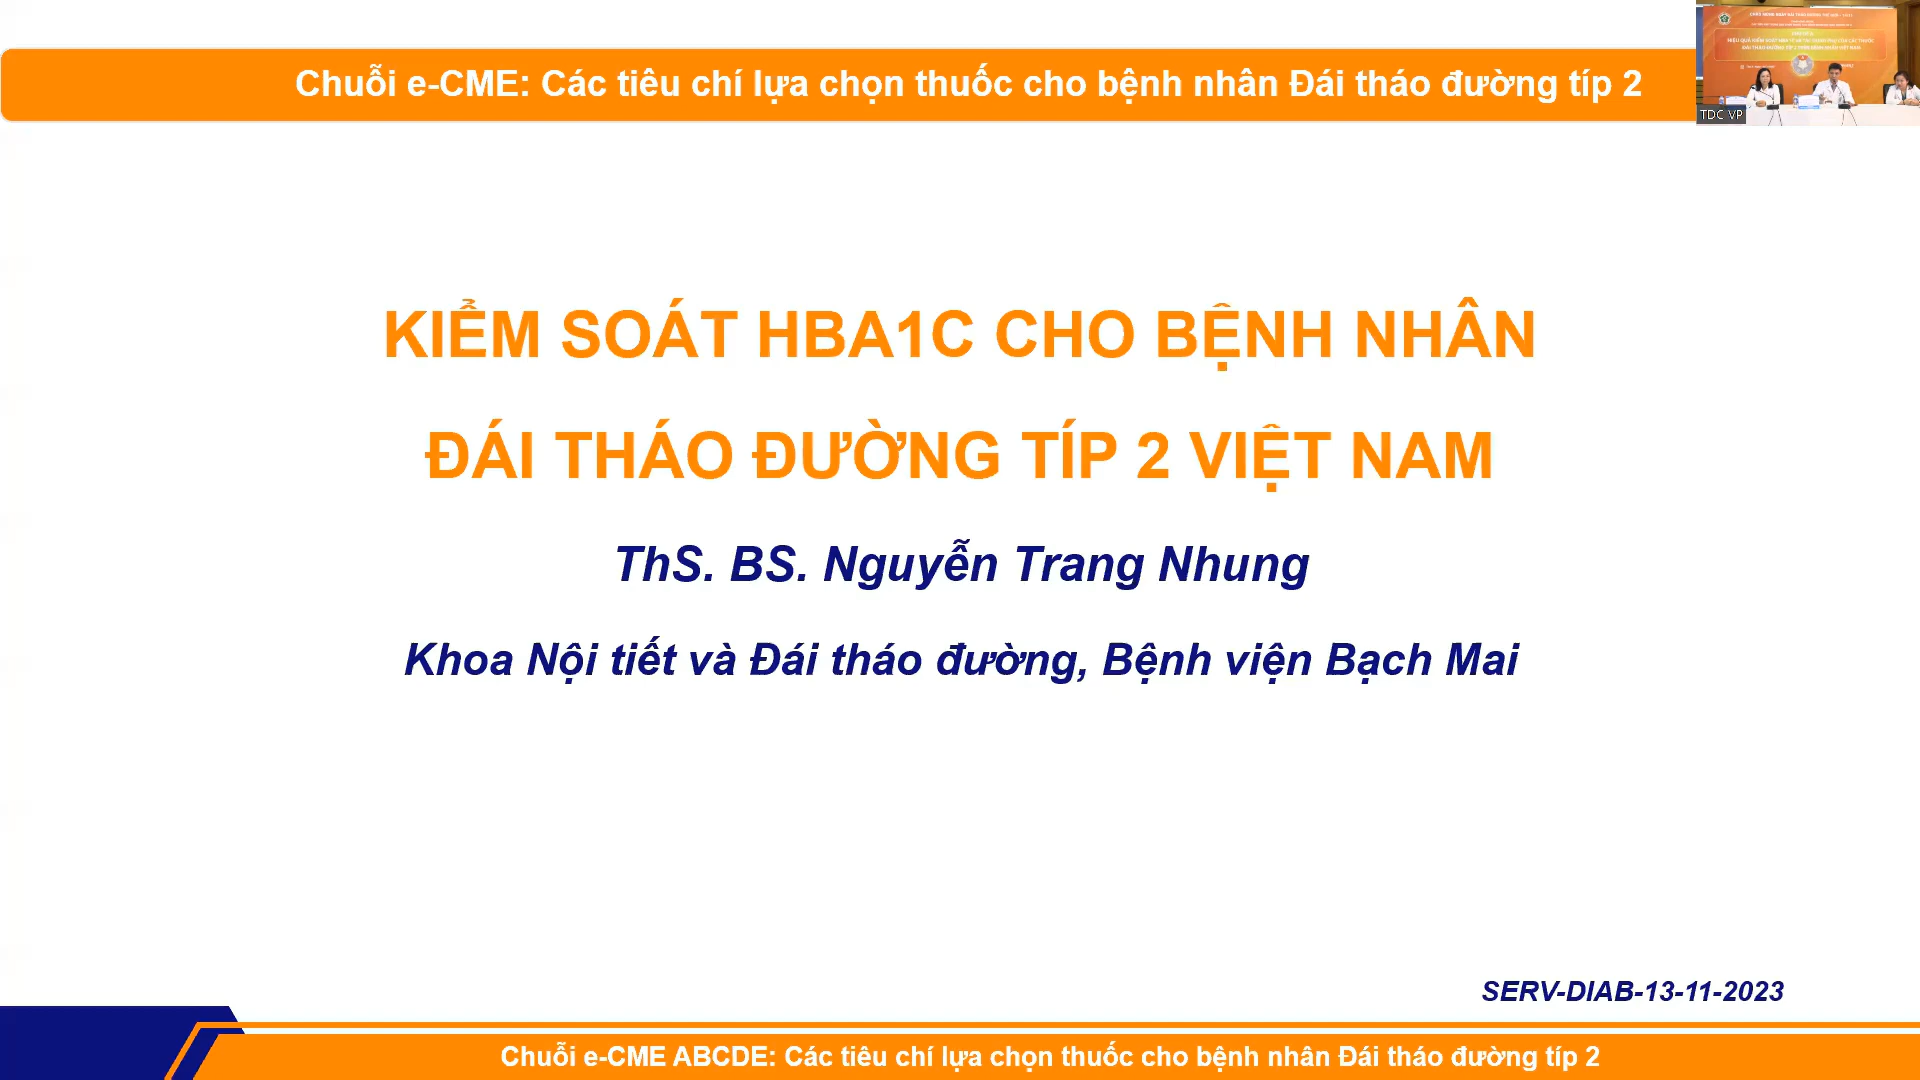 Chuỗi e-CME: Các tiêu chí lựa chọn thuốc cho bệnh nhân Đái tháo đường típ 2
TDC VP
KIỂM SOÁT HBA1C CHO BỆNH NHÂN
ĐÁI THÁO ĐƯỜNG TÍP 2 VIỆT NAM
ThS. BS. Nguyễn Trang Nhung
Khoa Nội tiết và Đái tháo đường, Bệnh viện Bạch Mai
SERV-DIAB-13-11-2023
Chuỗi e-CME ABCDE: Các tiêu chí lựa chọn thuốc cho bệnh nhân Đái tháo đường típ 2